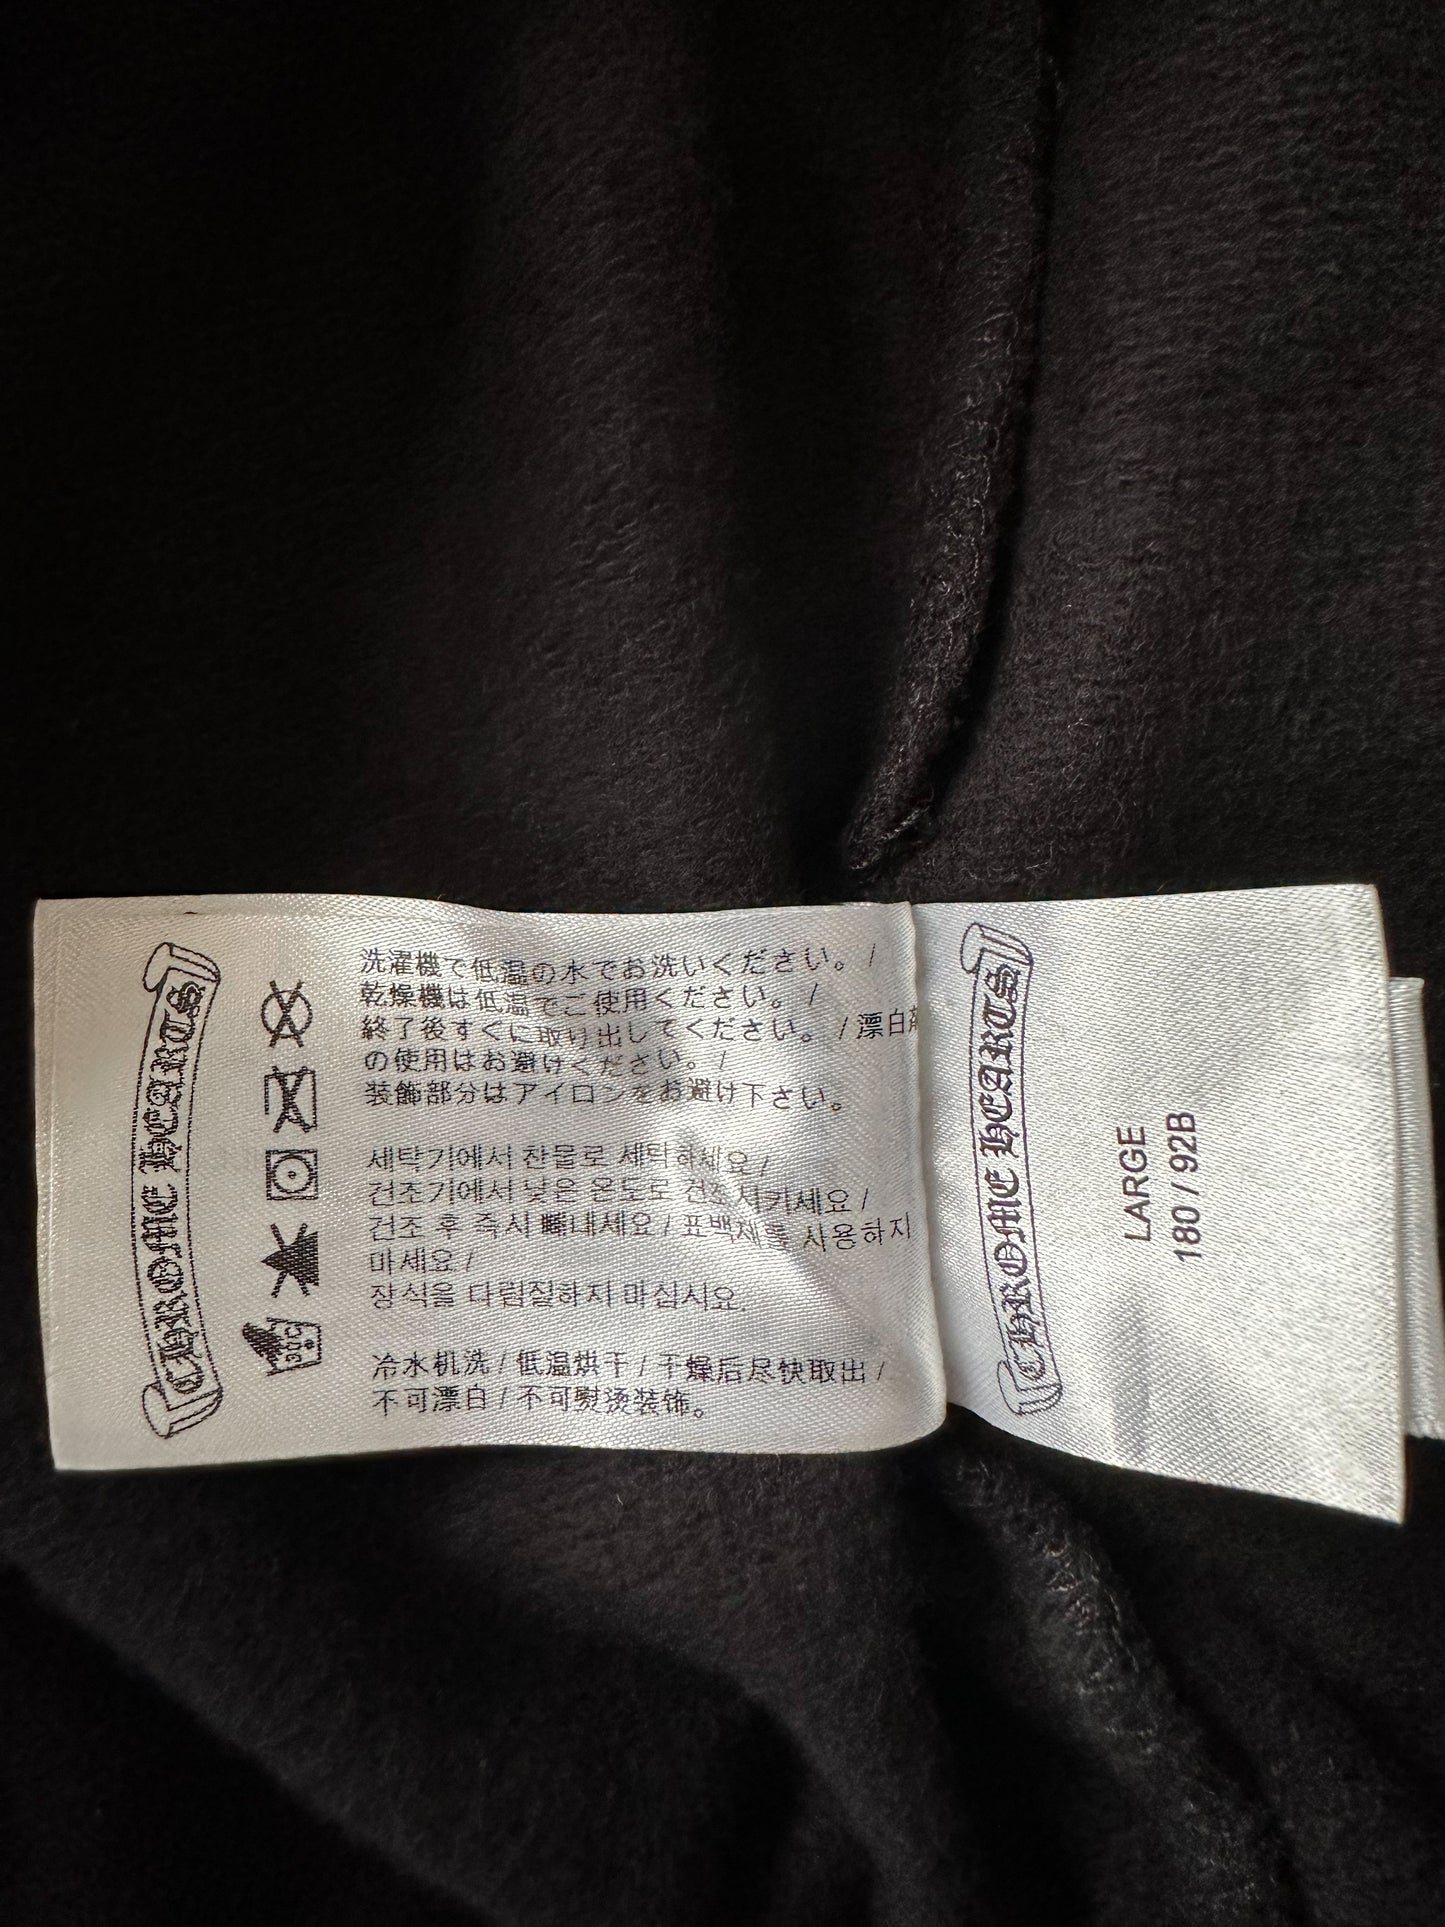 CHROME HEARTS
洗濯機で低温の水でお洗いください。/
乾燥機は低温でご使用ください。/
終了後すぐに取り出してください。/ 漂白剤
の使用はお避けください。/
装飾部分はアイロンをお避け下さい。
세탁기에서 찬물로 세탁하세요 /
건조기에서 낮은 온도로 건조시키세요 /
건조 후 즉시 빼내세요 / 표백제를 사용하지
마세요 /
장식을 다림질하지 마십시요.
冷水机洗 / 低温烘干 / 干燥后尽快取出 /
不可漂白 / 不可熨烫装饰。
CHROME HEARTS
LARGE
180 / 92B